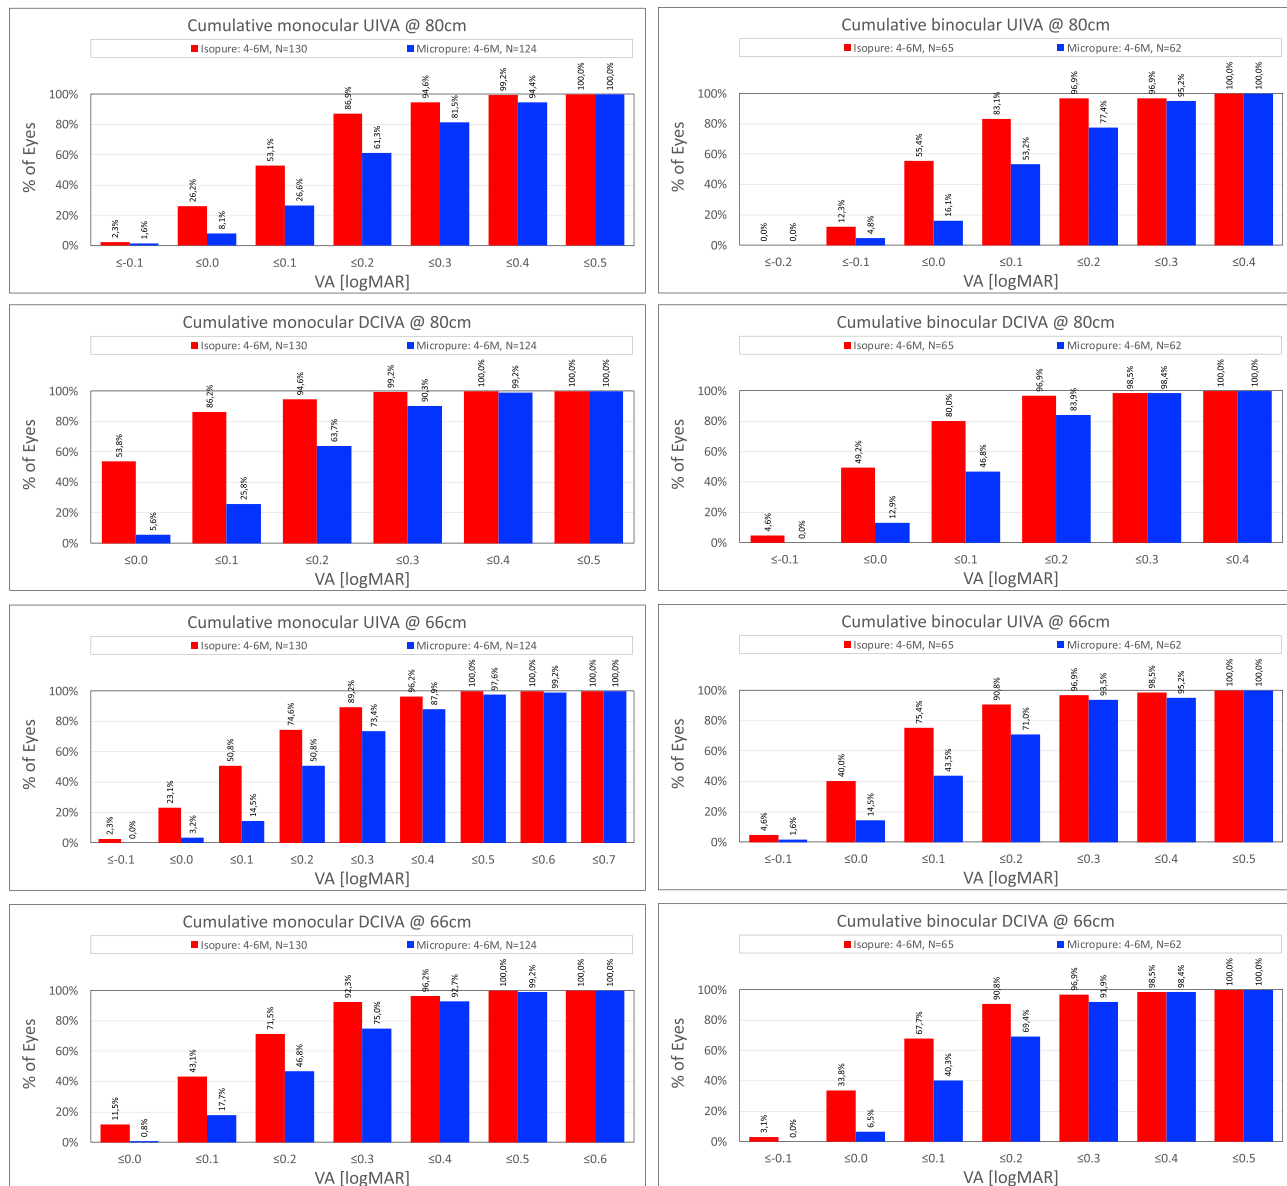 Cumulative monocular UIVA @ 80cm
Isopure: 4-6M, N=130 Micropure: 4-6M, N=124
% of Eyes
100%
80%
60%
40%
20%
0%
2,3% 1,6% 26,2% 8,1% 53,1% 26,6% 86,9% 61,3% 94,6% 81,5% 99,2% 94,4% 100,0% 100,0%
≤-0.1 ≤0.0 ≤0.1 ≤0.2 ≤0.3 ≤0.4 ≤0.5
VA [logMAR]
Cumulative binocular UIVA @ 80cm
Isopure: 4-6M, N=65 Micropure: 4-6M, N=62
% of Eyes
100%
80%
60%
40%
20%
0%
0,0% 0,0% 12,3% 4,8% 55,4% 16,1% 83,1% 53,2% 96,9% 77,4% 96,9% 95,2% 100,0% 100,0%
≤-0.2 ≤-0.1 ≤0.0 ≤0.1 ≤0.2 ≤0.3 ≤0.4
VA [logMAR]
Cumulative monocular DCIVA @ 80cm
Isopure: 4-6M, N=130 Micropure: 4-6M, N=124
% of Eyes
100%
80%
60%
40%
20%
0%
53,8% 5,6% 86,2% 25,8% 94,6% 63,7% 99,2% 90,3% 100,0% 99,2% 100,0% 100,0%
≤0.0 ≤0.1 ≤0.2 ≤0.3 ≤0.4 ≤0.5
VA [logMAR]
Cumulative binocular DCIVA @ 80cm
Isopure: 4-6M, N=65 Micropure: 4-6M, N=62
% of Eyes
100%
80%
60%
40%
20%
0%
4,6% 0,0% 49,2% 12,9% 80,0% 46,8% 96,9% 83,9% 98,5% 98,4% 100,0% 100,0%
≤-0.1 ≤0.0 ≤0.1 ≤0.2 ≤0.3 ≤0.4
VA [logMAR]
Cumulative monocular UIVA @ 66cm
Isopure: 4-6M, N=130 Micropure: 4-6M, N=124
% of Eyes
100%
80%
60%
40%
20%
0%
2,3% 0,0% 23,1% 3,2% 50,8% 14,5% 74,6% 50,8% 89,2% 73,4% 96,2% 87,9% 100,0% 97,6% 100,0% 99,2% 100,0% 100,0%
≤-0.1 ≤0.0 ≤0.1 ≤0.2 ≤0.3 ≤0.4 ≤0.5 ≤0.6 ≤0.7
VA [logMAR]
Cumulative binocular UIVA @ 66cm
Isopure: 4-6M, N=65 Micropure: 4-6M, N=62
% of Eyes
100%
80%
60%
40%
20%
0%
4,6% 1,6% 40,0% 14,5% 75,4% 43,5% 90,8% 71,0% 96,9% 93,5% 98,5% 95,2% 100,0% 100,0%
≤-0.1 ≤0.0 ≤0.1 ≤0.2 ≤0.3 ≤0.4 ≤0.5
VA [logMAR]
Cumulative monocular DCIVA @ 66cm
Isopure: 4-6M, N=130 Micropure: 4-6M, N=124
% of Eyes
100%
80%
60%
40%
20%
0%
11,5% 0,8% 43,1% 17,7% 71,5% 46,8% 92,3% 75,0% 96,2% 92,7% 100,0% 99,2% 100,0% 100,0%
≤0.0 ≤0.1 ≤0.2 ≤0.3 ≤0.4 ≤0.5 ≤0.6
VA [logMAR]
Cumulative binocular DCIVA @ 66cm
Isopure: 4-6M, N=65 Micropure: 4-6M, N=62
% of Eyes
100%
80%
60%
40%
20%
0%
3,1% 0,0% 33,8% 6,5% 67,7% 40,3% 90,8% 69,4% 96,9% 91,9% 98,5% 98,4% 100,0% 100,0%
≤-0.1 ≤0.0 ≤0.1 ≤0.2 ≤0.3 ≤0.4 ≤0.5
VA [logMAR]